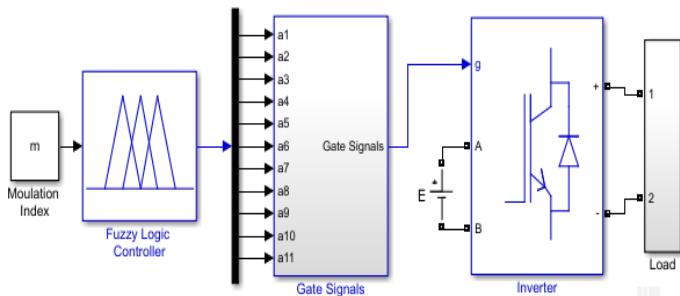 m
Moulation
Index
Fuzzy Logic
Controller
a1
a2
a3
a4
a5
a6
a7
a8
a9
a10
a11
Gate Signals
Gate Signals
g
A
E
+
B
+
-
Inverter
1
2
Load